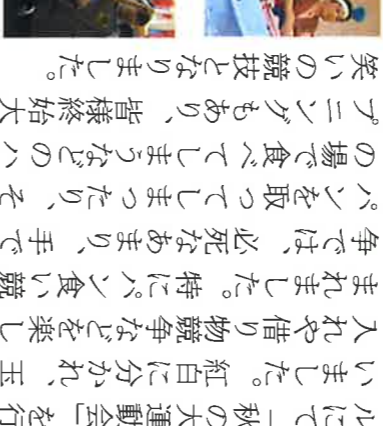 ルにて「秋の大運動会」を行
いました。紅白に分かれ、玉
入れや借り物競争などを楽し
まれました。特にパン食い競
争では、必死なあまり、手で
パンを取ってしまったり、そ
の場で食べてしまうなどのハ
プニングもあり、皆様終始大
笑いの競技となりました。